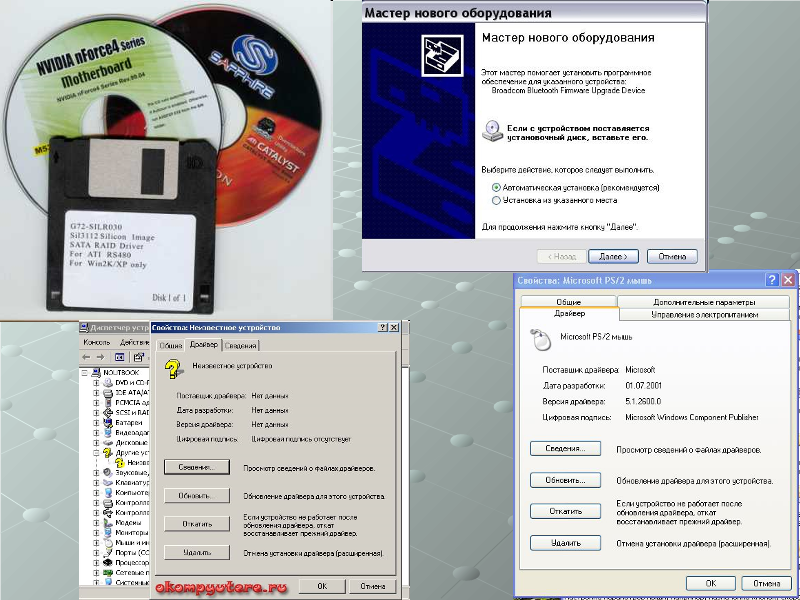 NVIDIA nForce4 Series
Motherboard
NVIDIA nForce4 Series Rev.80.04
SAPPHIRE
CATALYST
G72-SILR030
Sil3112 Silicon Image
SATA RAID Driver
For ATI RS480
For Win2K/XP only
Disk 1 of 1
Мастер нового оборудования
Мастер нового оборудования
Этот мастер помогает установить программное
обеспечение для указанного устройства:
Broadcom Bluetooth Firmware Upgrade Device
Если с устройством поставляется
установочный диск, вставьте его.
Выберите действие, которое следует выполнить.
Автоматическая установка (рекомендуется)
Установка из указанного места
Для продолжения нажмите кнопку "Далее".
< Назад
Далее >
Отмена
Диспетчер устр
Консоль Действие
NOUTBOOK
DVD и CD-R
IDE ATA/AT
PCMCIA ад
SCSI и RAI
Батареи
Видеоадап
Дисковые
Другие ус
Неизв
Звуковые,
Клавиатур
Компьюте
Контролле
Контролле
Модемы
Мониторы
Мыши и ин
Порты (CO
Процессор
Сетевые п
Системные
Свойства: Неизвестное устройство
Общие Драйвер Сведения
Неизвестное устройство
Поставщик драйвера: Нет данных
Дата разработки: Нет данных
Версия драйвера: Нет данных
Цифровая подпись: Цифровая подпись отсутствует
Сведения... Просмотр сведений о файлах драйверов.
Обновить... Обновление драйвера для этого устройства.
Откатить Если устройство не работает после
обновления драйвера, откат
восстанавливает прежний драйвер.
Удалить Отмена установки драйвера (расширенная).
OK Отмена
okompyutere.ru
Свойства: Microsoft PS/2 мышь
Общие Дополнительные параметры
Драйвер Управление электропитанием
Microsoft PS/2 мышь
Поставщик драйвера: Microsoft
Дата разработки: 01.07.2001
Версия драйвера: 5.1.2600.0
Цифровая подпись: Microsoft Windows Component Publisher
Сведения... Просмотр сведений о файлах драйверов.
Обновить... Обновление драйвера для этого устройства.
Откатить Если устройство не работает после
обновления драйвера, откат
восстанавливает прежний драйвер.
Удалить Отмена установки драйвера (расширенная).
OK Отмена